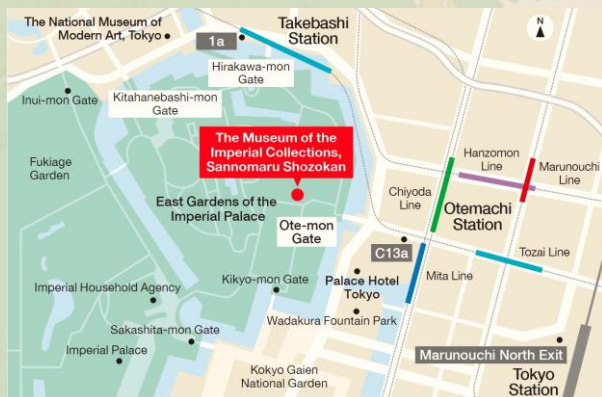 The National Museum of
Modern Art, Tokyo
1a
Takebashi
Station
N
Hirakawa-mon
Gate
Inui-mon Gate
Kitahanebashi-mon
Gate
The Museum of the
Imperial Collections,
Sannomaru Shozokan
Hanzomon
Line
Marunouchi
Line
Fukiage
Garden
East Gardens of the
Imperial Palace
Chiyoda
Line
Otemachi
Station
Ote-mon
Gate
C13a
Tozai Line
Kikyo-mon Gate
Palace Hotel
Tokyo
Mita Line
Imperial Household Agency
Wadakura Fountain Park
Sakashita-mon Gate
Imperial Palace
Marunouchi North Exit
Kokyo Gaien
National Garden
Tokyo
Station